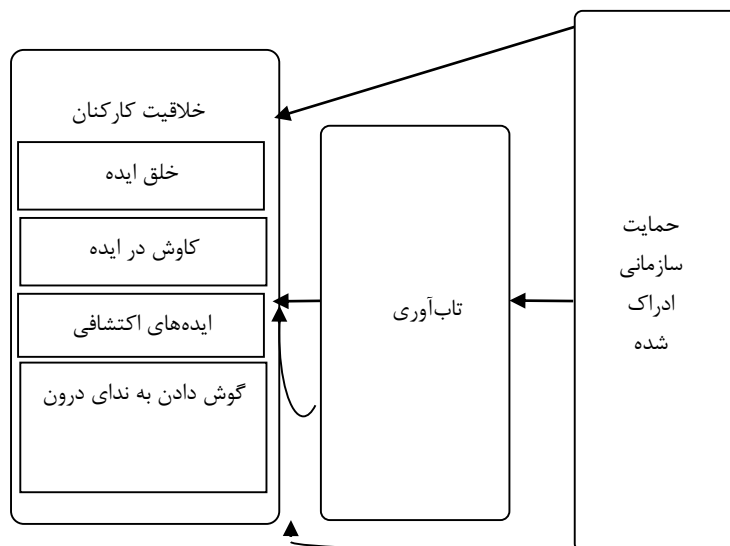 حمایت
سازمانی
ادراک
شده
تاب‌آوری
خلاقیت کارکنان
خلق ایده
کاوش در ایده
ایده‌های اکتشافی
گوش دادن به ندای درون